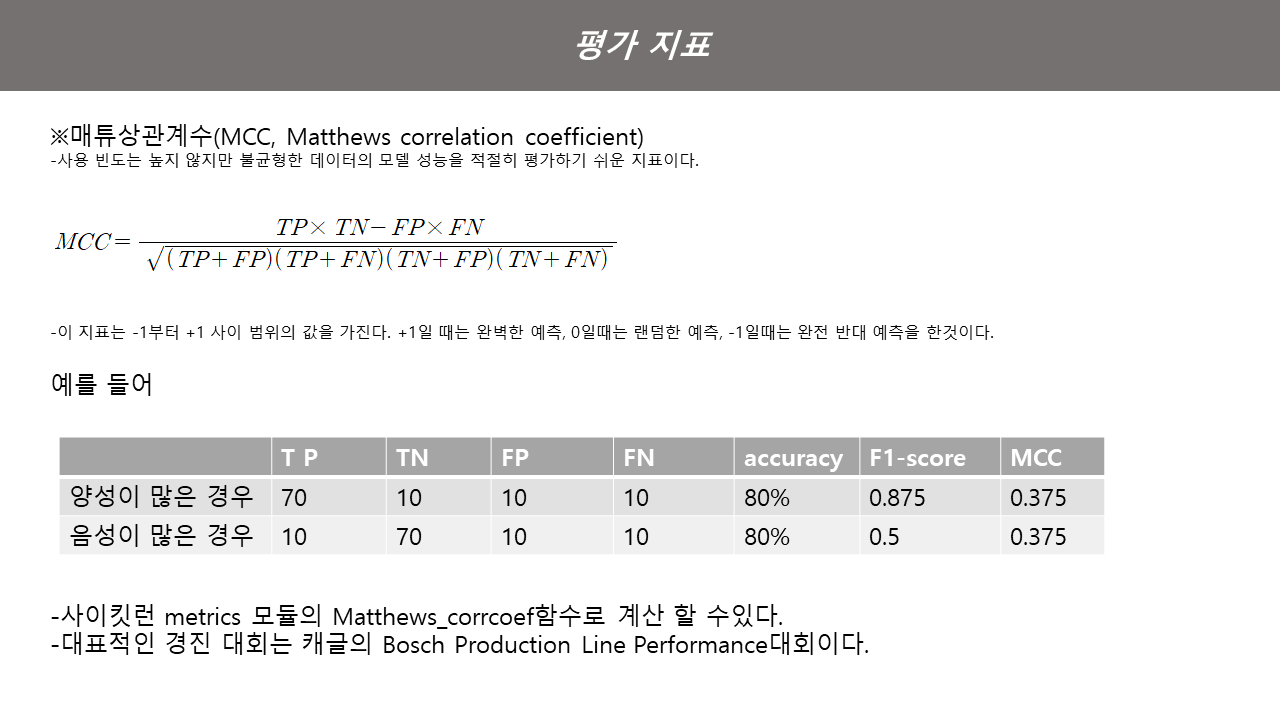 평가 지표
※매튜상관계수(MCC, Matthews correlation coefficient)
-사용 빈도는 높지 않지만 불균형한 데이터의 모델 성능을 적절히 평가하기 쉬운 지표이다.
MCC = TP × TN − FP × FN / √(TP+FP)(TP+FN)(TN+FP)(TN+FN)
-이 지표는 -1부터 +1 사이 범위의 값을 가진다. +1일 때는 완벽한 예측, 0일때는 랜덤한 예측, -1일때는 완전 반대 예측을 한것이다.
예를 들어
T P TN FP FN accuracy F1-score MCC
양성이 많은 경우 70 10 10 10 80% 0.875 0.375
음성이 많은 경우 10 70 10 10 80% 0.5 0.375
-사이킷런 metrics 모듈의 Matthews_corrcoef함수로 계산 할 수있다.
-대표적인 경진 대회는 캐글의 Bosch Production Line Performance대회이다.